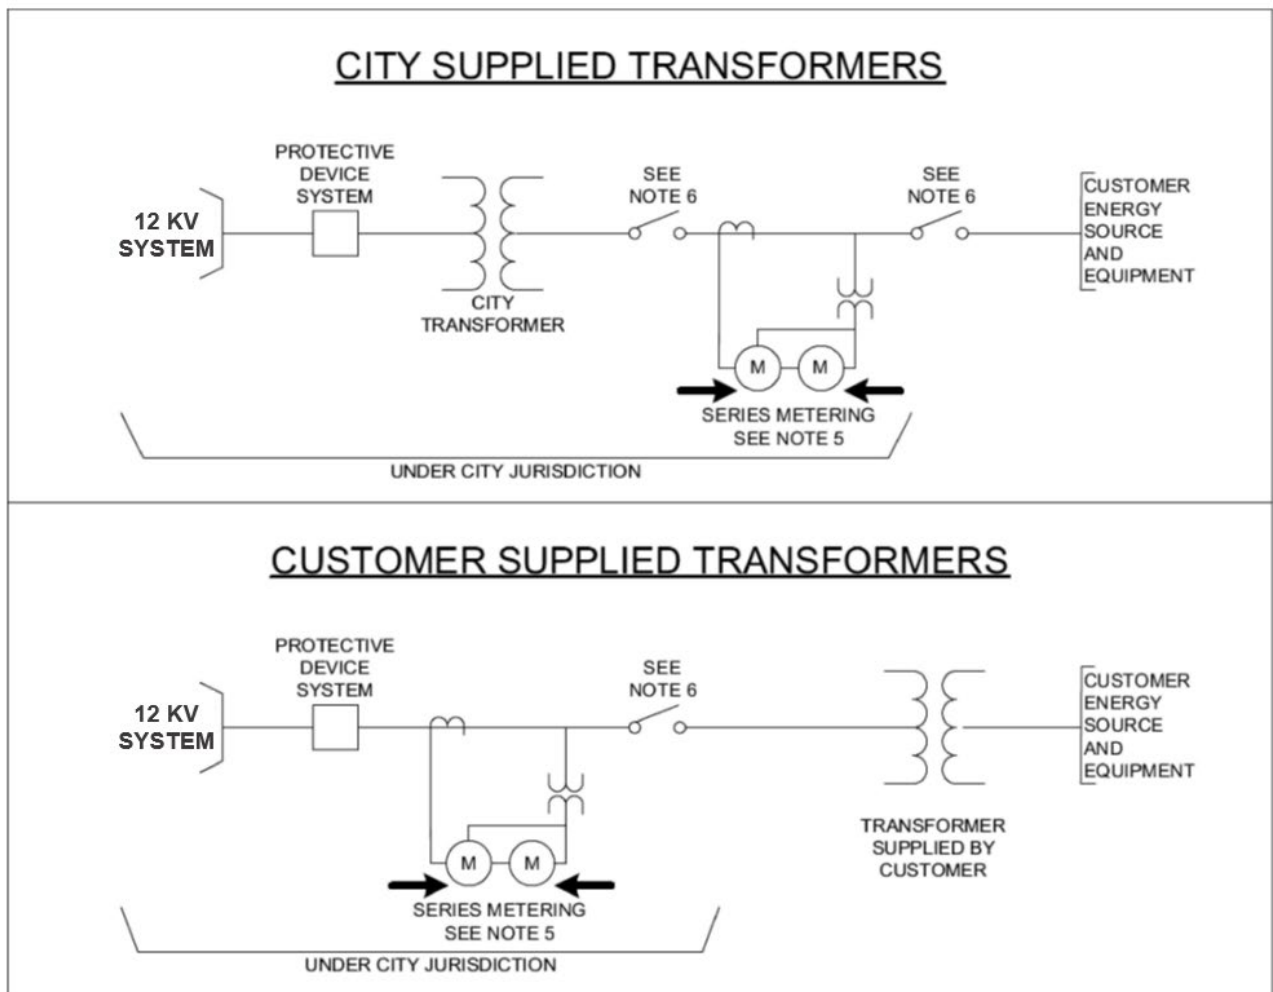 CITY SUPPLIED TRANSFORMERS
PROTECTIVE
DEVICE
SYSTEM
12 KV
SYSTEM
CITY
TRANSFORMER
SEE
NOTE 6
SEE
NOTE 6
CUSTOMER
ENERGY
SOURCE
AND
EQUIPMENT
M
M
SERIES METERING
SEE NOTE 5
UNDER CITY JURISDICTION
CUSTOMER SUPPLIED TRANSFORMERS
PROTECTIVE
DEVICE
SYSTEM
12 KV
SYSTEM
SEE
NOTE 6
CUSTOMER
ENERGY
SOURCE
AND
EQUIPMENT
TRANSFORMER
SUPPLIED BY
CUSTOMER
M
M
SERIES METERING
SEE NOTE 5
UNDER CITY JURISDICTION